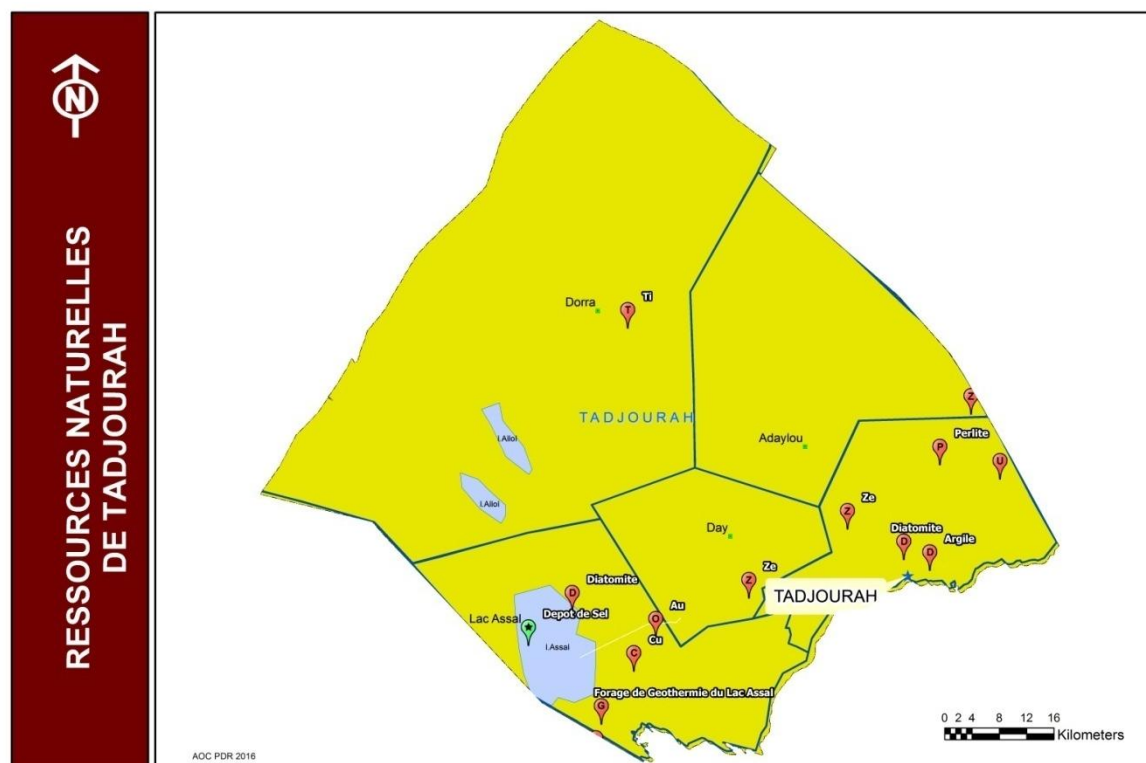 N
RESSOURCES NATURELLES
DE TADJOURAH
Ti
T
Dorra
TADJOURAH
Z
Adaylou
Perlite
P
U
l.Allol
l.Allol
Ze
Z
Day
Diatomite
D
Argile
D
Ze
Z
TADJOURAH
Diatomite
D
Au
O
Depot de Sel
Lac Assal
l.Assal
Cu
C
Forage de Geothermie du Lac Assal
G
0 2 4 8 12 16
Kilometers
AOC PDR 2016